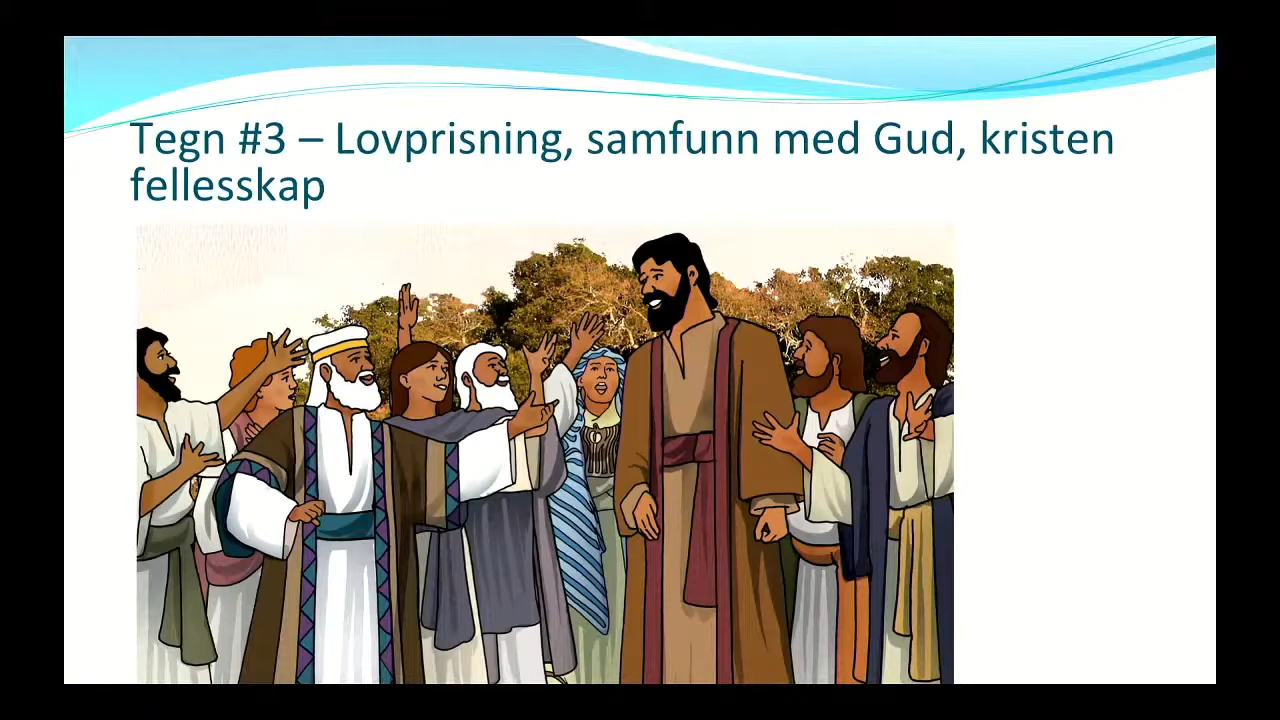 Tegn #3 – Lovprisning, samfunn med Gud, kristen
fellesskap